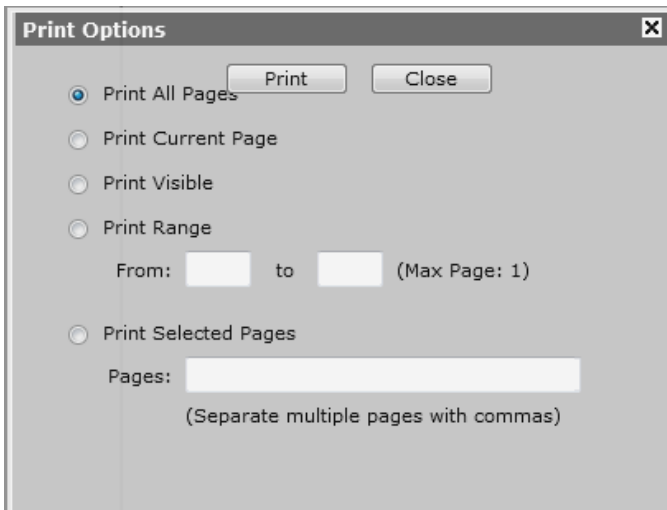 Print Options
Print Close
Print All Pages
Print Current Page
Print Visible
Print Range
From: to (Max Page: 1)
Print Selected Pages
Pages:
(Separate multiple pages with commas)